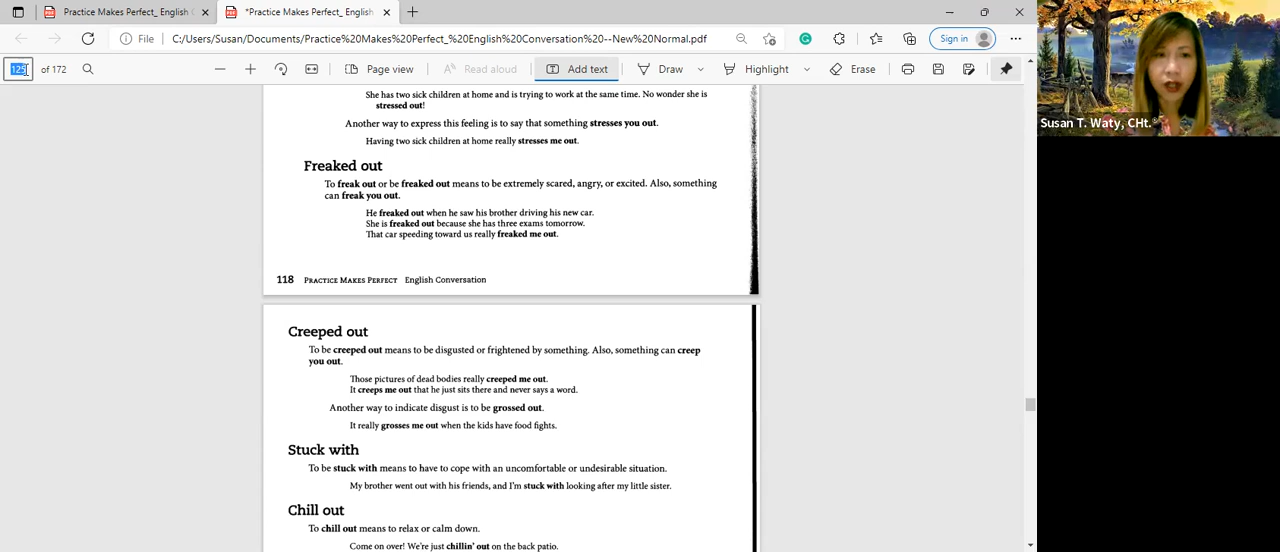 Practice Makes Perfect_ English C
*Practice Makes Perfect_ English
File
C:/Users/Susan/Documents/Practice%20Makes%20Perfect_%20English%20Conversation%20--New%20Normal.pdf
Sign in
125
of 172
Page view
Read aloud
Add text
Draw
Highlight
Erase
She has two sick children at home and is trying to work at the same time. No wonder she is
stressed out!
Another way to express this feeling is to say that something stresses you out.
Having two sick children at home really stresses me out.
Freaked out
To freak out or be freaked out means to be extremely scared, angry, or excited. Also, something
can freak you out.
He freaked out when he saw his brother driving his new car.
She is freaked out because she has three exams tomorrow.
That car speeding toward us really freaked me out.
118 PRACTICE MAKES PERFECT English Conversation
Creeped out
To be creeped out means to be disgusted or frightened by something. Also, something can creep
you out.
Those pictures of dead bodies really creeped me out.
It creeps me out that he just sits there and never says a word.
Another way to indicate disgust is to be grossed out.
It really grosses me out when the kids have food fights.
Stuck with
To be stuck with means to have to cope with an uncomfortable or undesirable situation.
My brother went out with his friends, and I'm stuck with looking after my little sister.
Chill out
To chill out means to relax or calm down.
Come on over! We're just chillin' out on the back patio.
Susan T. Waty, CHt.®